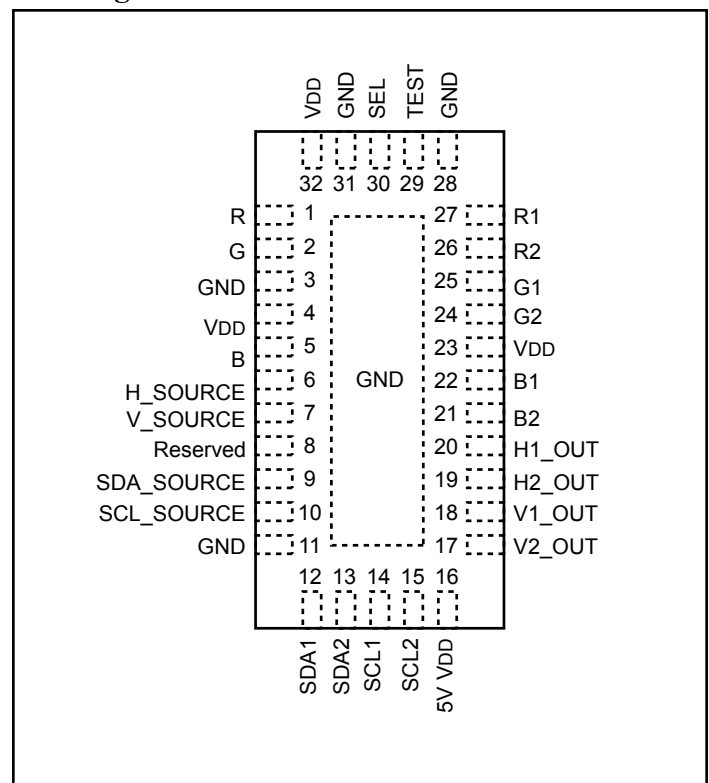 VDD GND SEL TEST GND
32 31 30 29 28
R 1 27 R1
G 2 26 R2
GND 3 25 G1
VDD 4 24 G2
B 5 23 VDD
H_SOURCE 6 GND 22 B1
V_SOURCE 7 21 B2
Reserved 8 20 H1_OUT
SDA_SOURCE 9 19 H2_OUT
SCL_SOURCE 10 18 V1_OUT
GND 11 17 V2_OUT
12 13 14 15 16
SDA1 SDA2 SCL1 SCL2 5V VDD